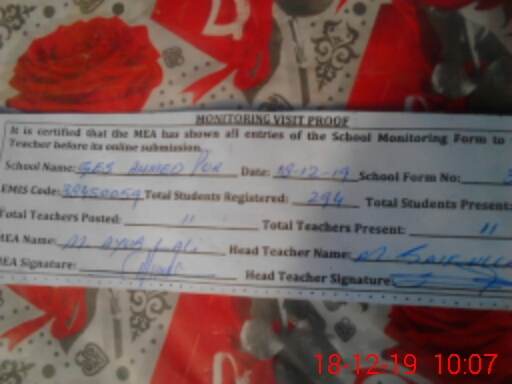 MONITORING VISIT PROOF
It is certified that the MEA has shown all entries of the School Monitoring Form to
Teacher before its online submission.
School Name: GES AHMED PUR Date: 18-12-19 School Form No: 3
EMIS Code: Total Students Registered: 294 Total Students Present:
Total Teachers Posted: 11 Total Teachers Present: 11
MEA Name: M. Ali Head Teacher Name: M.
MEA Signature: Head Teacher Signature:
18-12-19 10:07